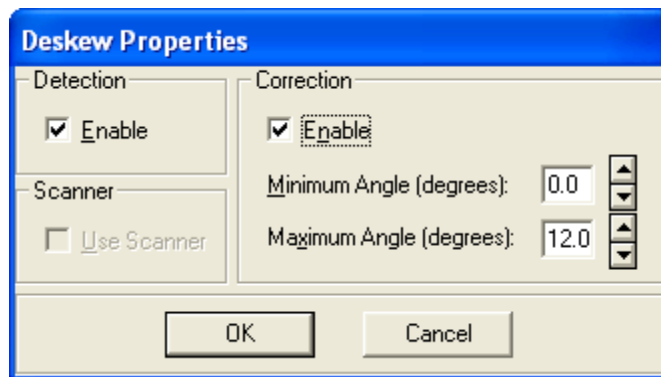 Deskew Properties
Detection
Enable
Scanner
Use Scanner
Correction
Enable
Minimum Angle (degrees): 0.0
Maximum Angle (degrees): 12.0
OK Cancel